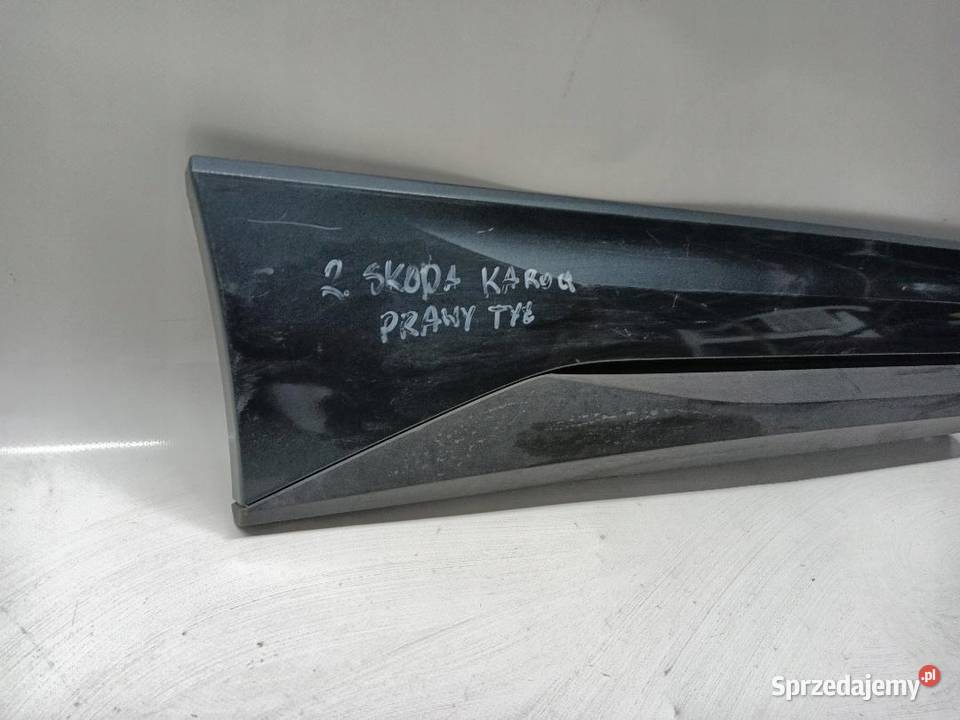 2. SKODA KAROQ
PRAWY TYŁ
Sprzedajemy.pl